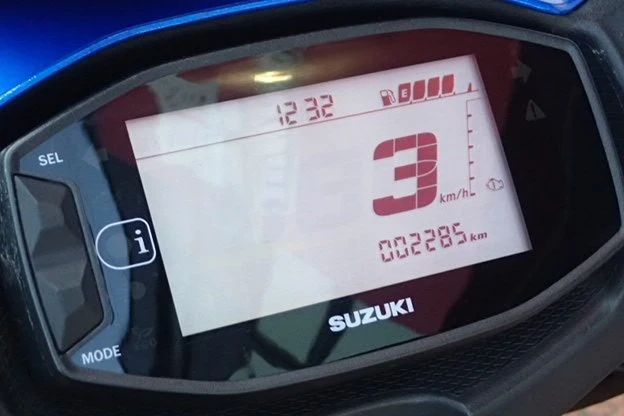 12 32
E
SEL
3 km/h
i
002285 km
SUZUKI
MODE